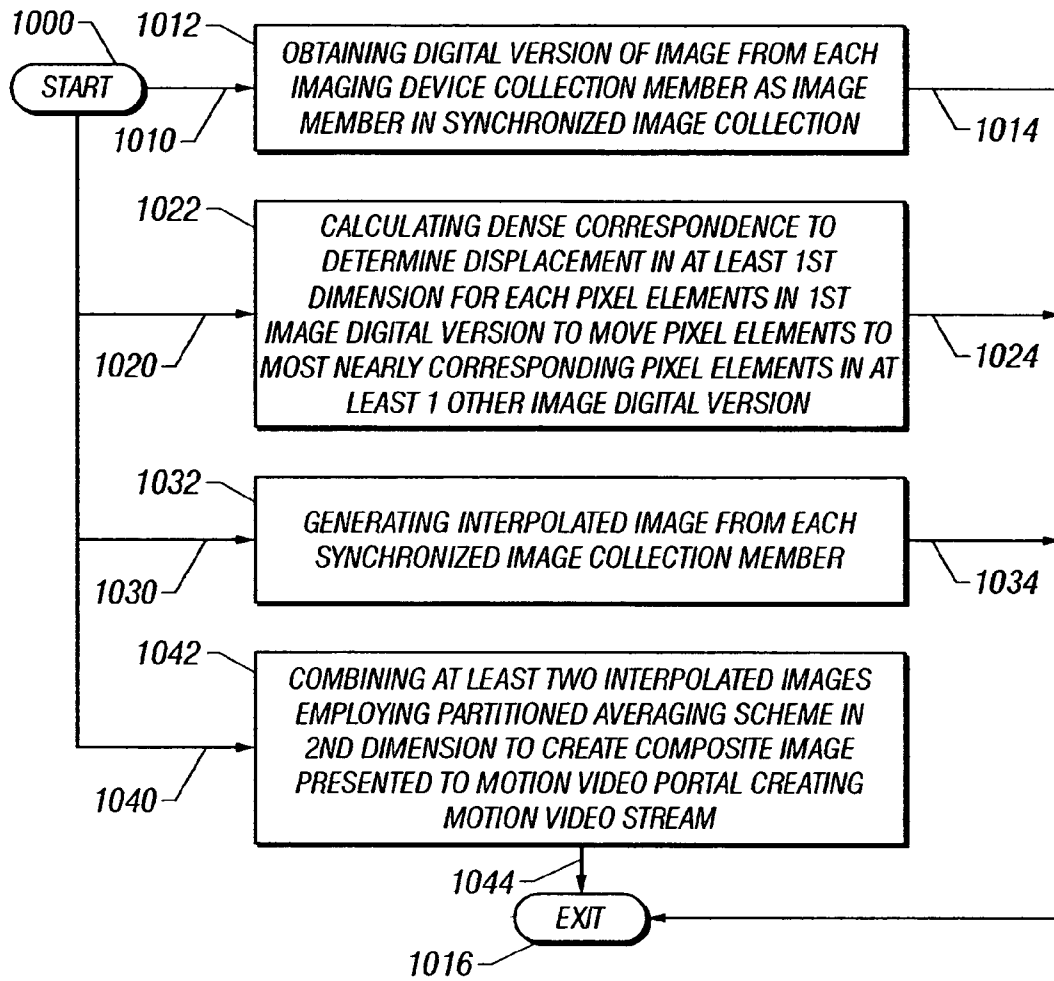 1000
START
1010
1012
OBTAINING DIGITAL VERSION OF IMAGE FROM EACH
IMAGING DEVICE COLLECTION MEMBER AS IMAGE
MEMBER IN SYNCHRONIZED IMAGE COLLECTION
1014
1022
CALCULATING DENSE CORRESPONDENCE TO
DETERMINE DISPLACEMENT IN AT LEAST 1ST
DIMENSION FOR EACH PIXEL ELEMENTS IN 1ST
IMAGE DIGITAL VERSION TO MOVE PIXEL ELEMENTS TO
MOST NEARLY CORRESPONDING PIXEL ELEMENTS IN AT
LEAST 1 OTHER IMAGE DIGITAL VERSION
1020
1024
1032
GENERATING INTERPOLATED IMAGE FROM EACH
SYNCHRONIZED IMAGE COLLECTION MEMBER
1030
1034
1042
COMBINING AT LEAST TWO INTERPOLATED IMAGES
EMPLOYING PARTITIONED AVERAGING SCHEME IN
2ND DIMENSION TO CREATE COMPOSITE IMAGE
PRESENTED TO MOTION VIDEO PORTAL CREATING
MOTION VIDEO STREAM
1040
1044
EXIT
1016